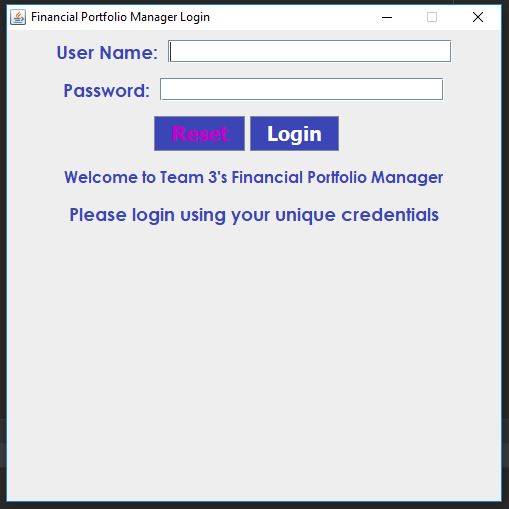 Financial Portfolio Manager Login
User Name:
Password:
Reset Login
Welcome to Team 3's Financial Portfolio Manager
Please login using your unique credentials